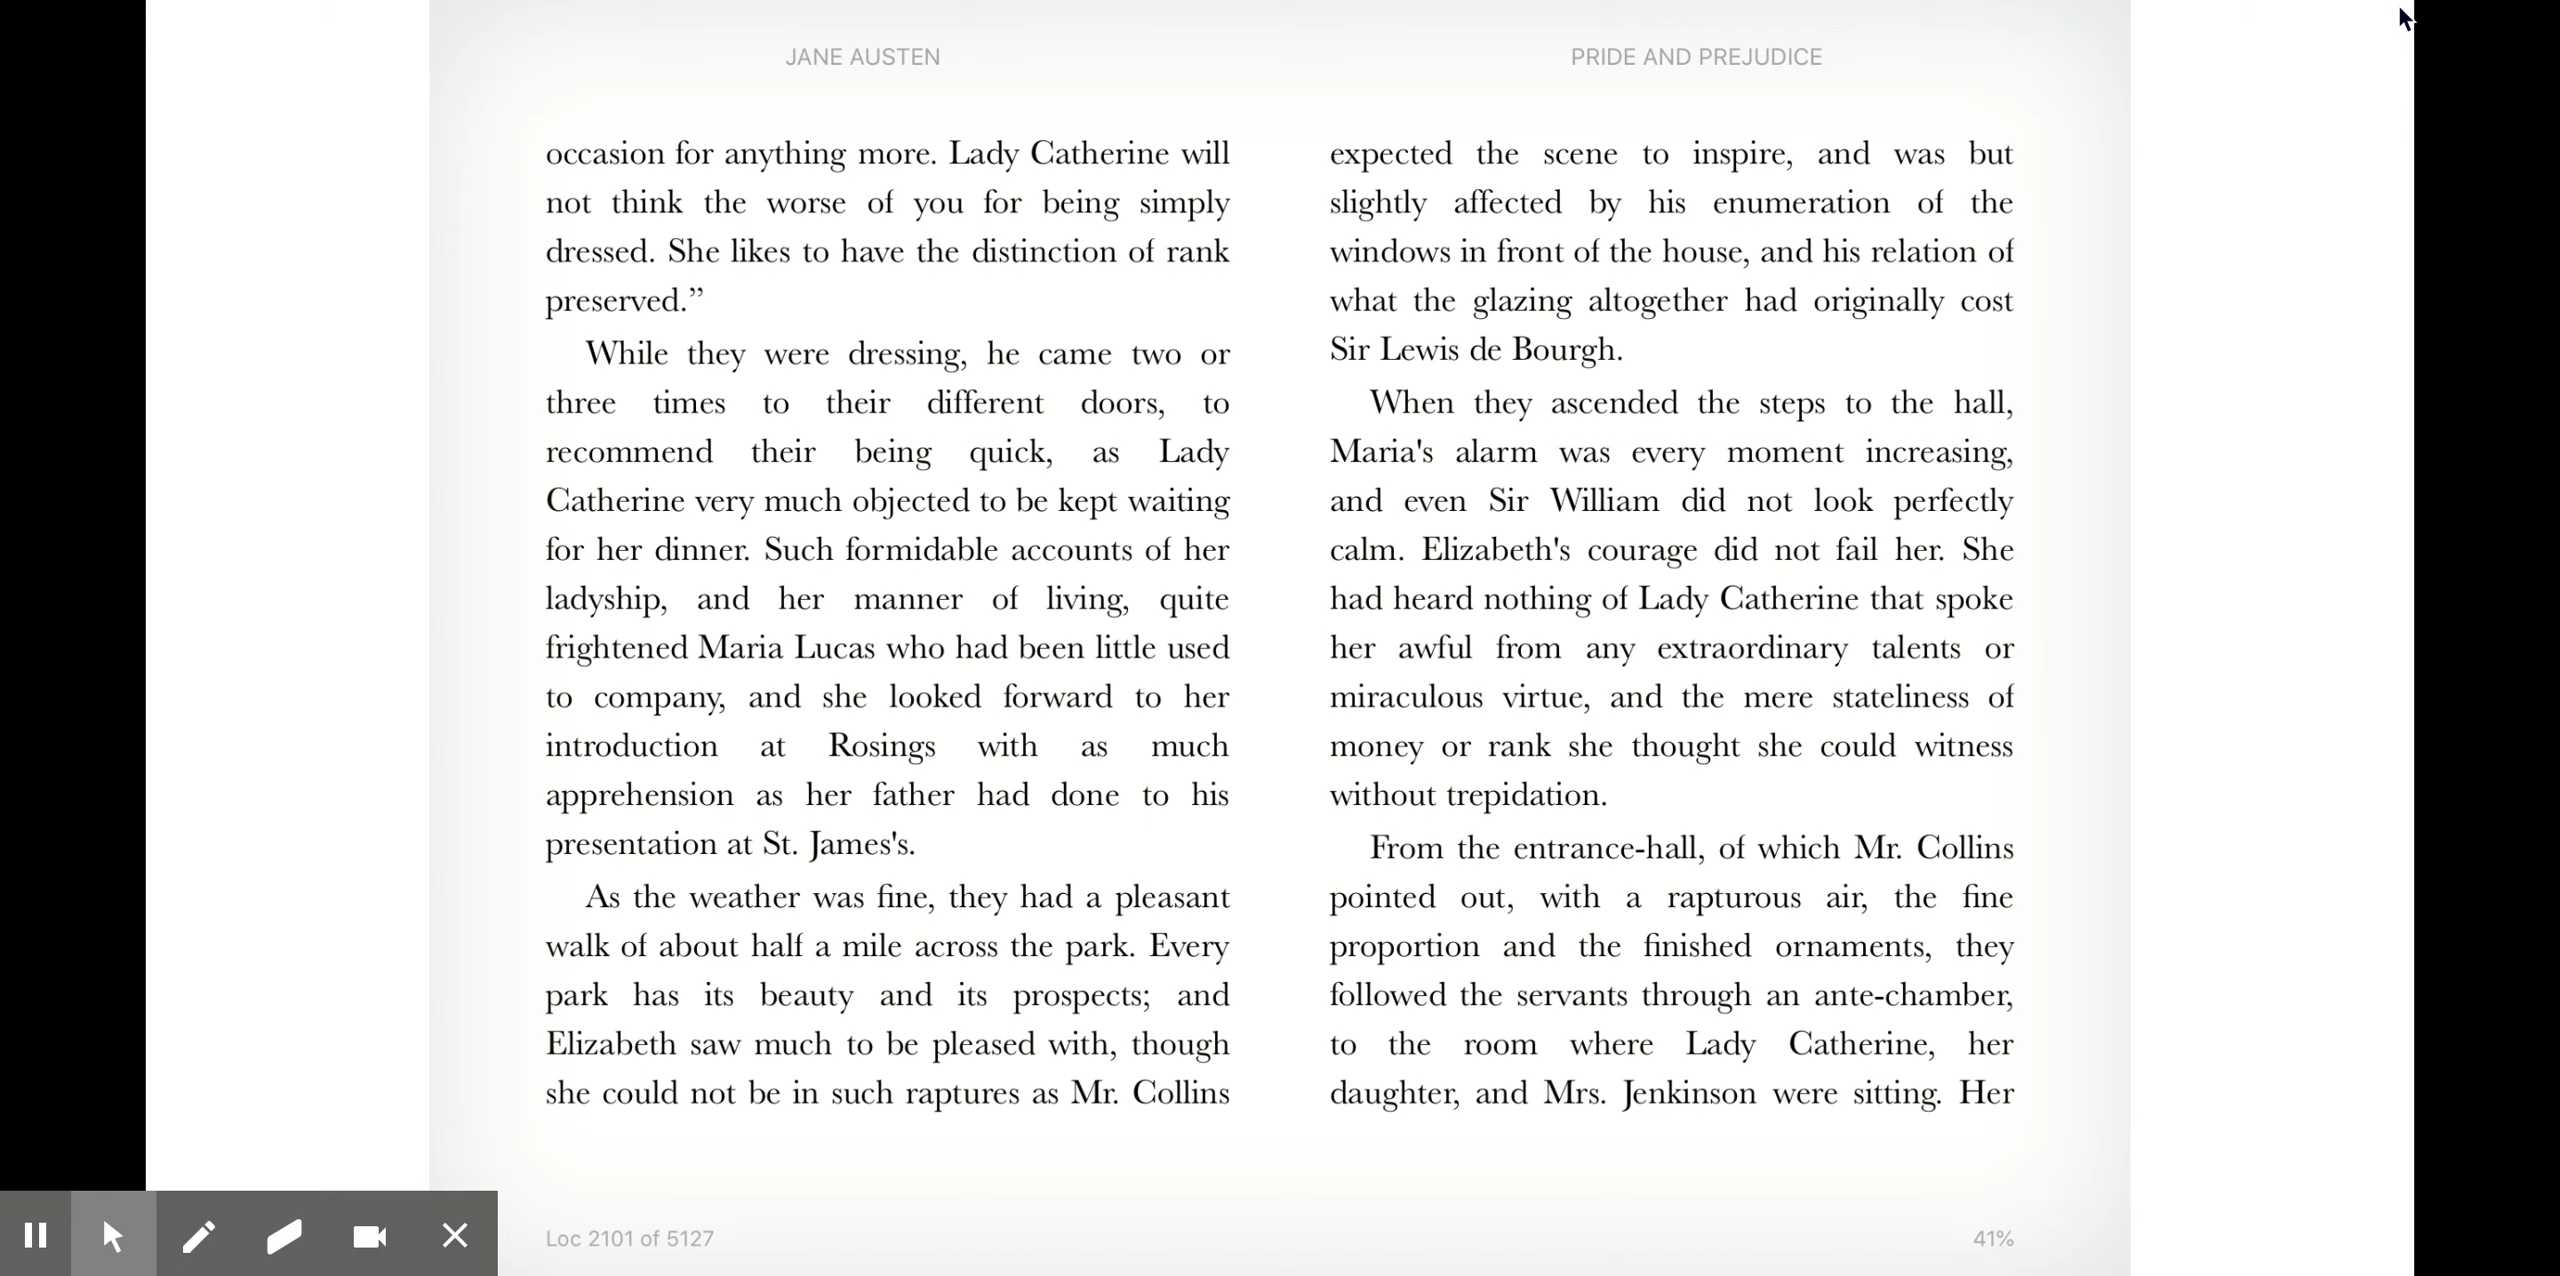 JANE AUSTEN
occasion for anything more. Lady Catherine will
not think the worse of you for being simply
dressed. She likes to have the distinction of rank
preserved.”
While they were dressing, he came two or
three times to their different doors, to
recommend their being quick, as Lady
Catherine very much objected to be kept waiting
for her dinner. Such formidable accounts of her
ladyship, and her manner of living, quite
frightened Maria Lucas who had been little used
to company, and she looked forward to her
introduction at Rosings with as much
apprehension as her father had done to his
presentation at St. James's.
As the weather was fine, they had a pleasant
walk of about half a mile across the park. Every
park has its beauty and its prospects; and
Elizabeth saw much to be pleased with, though
she could not be in such raptures as Mr. Collins
Loc 2101 of 5127
PRIDE AND PREJUDICE
expected the scene to inspire, and was but
slightly affected by his enumeration of the
windows in front of the house, and his relation of
what the glazing altogether had originally cost
Sir Lewis de Bourgh.
When they ascended the steps to the hall,
Maria's alarm was every moment increasing,
and even Sir William did not look perfectly
calm. Elizabeth's courage did not fail her. She
had heard nothing of Lady Catherine that spoke
her awful from any extraordinary talents or
miraculous virtue, and the mere stateliness of
money or rank she thought she could witness
without trepidation.
From the entrance-hall, of which Mr. Collins
pointed out, with a rapturous air, the fine
proportion and the finished ornaments, they
followed the servants through an ante-chamber,
to the room where Lady Catherine, her
daughter, and Mrs. Jenkinson were sitting. Her
41%